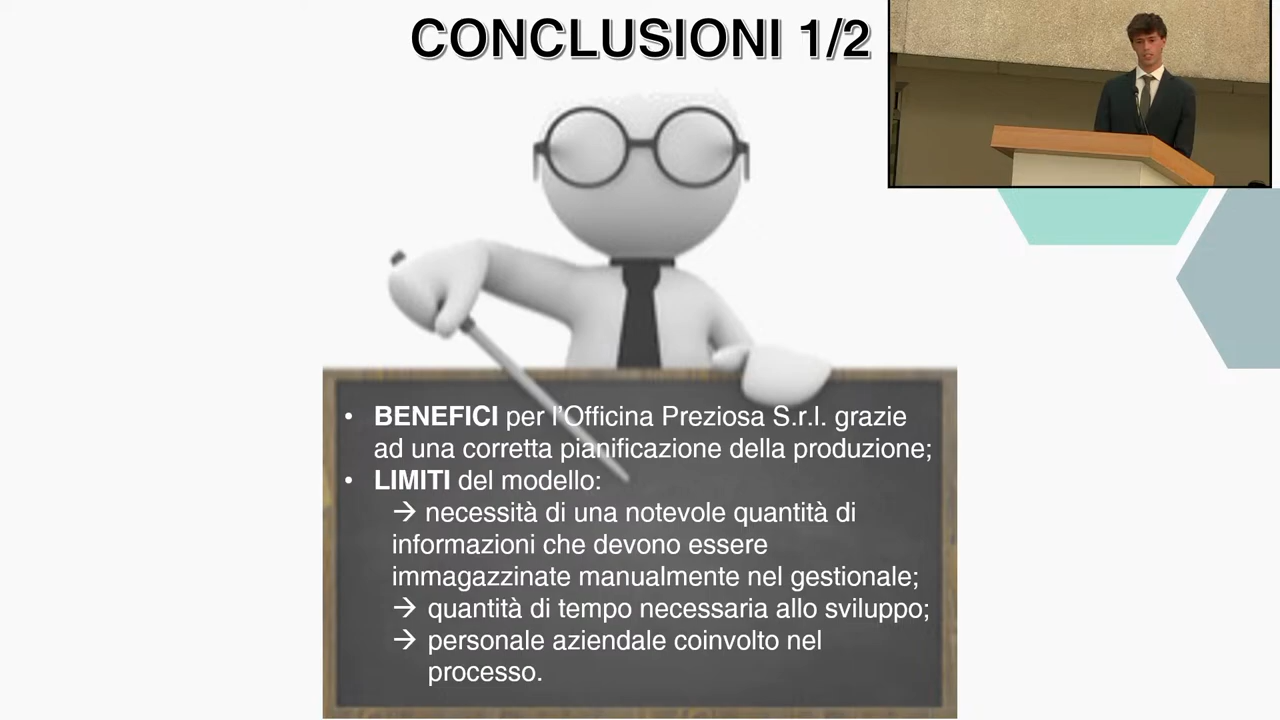 CONCLUSIONI 1/2
• BENEFICI per l'Officina Preziosa S.r.l. grazie
ad una corretta pianificazione della produzione;
• LIMITI del modello:
→ necessità di una notevole quantità di
informazioni che devono essere
immagazzinate manualmente nel gestionale;
→ quantità di tempo necessaria allo sviluppo;
→ personale aziendale coinvolto nel
processo.